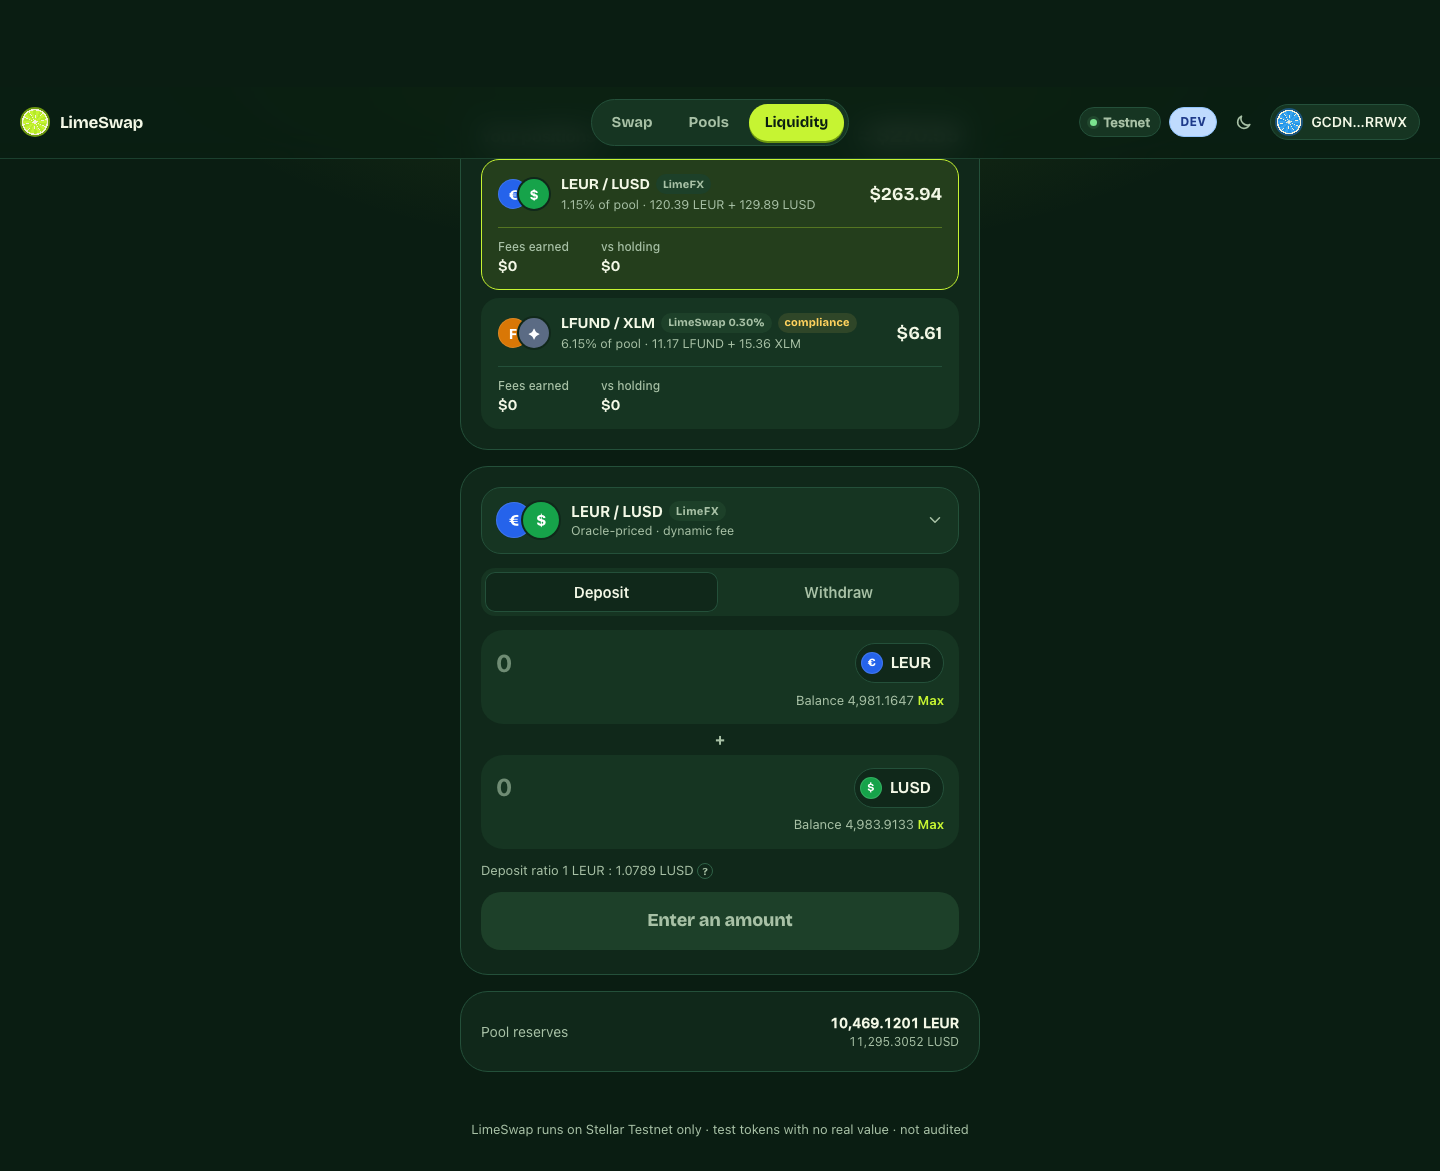 LimeSwap
Swap Pools Liquidity
Testnet DEV GCDN...RRWX
€ $ LEUR / LUSD LimeFX
1.15% of pool · 120.39 LEUR + 129.89 LUSD
$263.94
Fees earned vs holding
$0 $0
F ✦ LFUND / XLM LimeSwap 0.30% compliance
6.15% of pool · 11.17 LFUND + 15.36 XLM
$6.61
Fees earned vs holding
$0 $0
€ $ LEUR / LUSD LimeFX
Oracle-priced · dynamic fee
Deposit Withdraw
0 € LEUR
Balance 4,981.1647 Max
+
0 $ LUSD
Balance 4,983.9133 Max
Deposit ratio 1 LEUR : 1.0789 LUSD ?
Enter an amount
Pool reserves
10,469.1201 LEUR
11,295.3052 LUSD
LimeSwap runs on Stellar Testnet only · test tokens with no real value · not audited